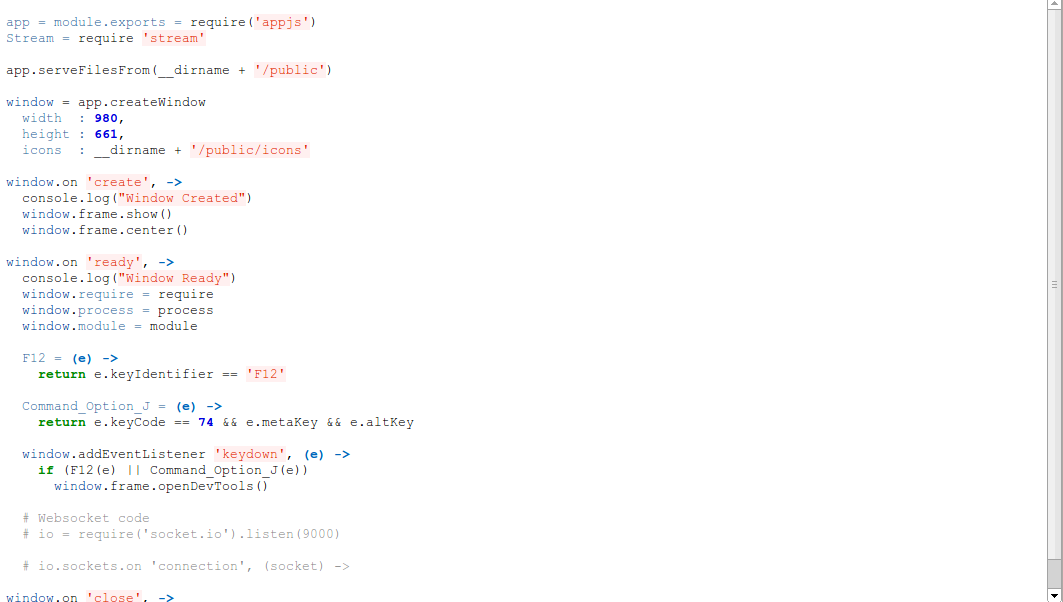 app = module.exports = require('appjs')
Stream = require 'stream'
app.serveFilesFrom(__dirname + '/public')
window = app.createWindow
  width  : 980,
  height : 661,
  icons  : __dirname + '/public/icons'
window.on 'create', ->
  console.log("Window Created")
  window.frame.show()
  window.frame.center()
window.on 'ready', ->
  console.log("Window Ready")
  window.require = require
  window.process = process
  window.module = module
  F12 = (e) ->
    return e.keyIdentifier == 'F12'
  Command_Option_J = (e) ->
    return e.keyCode == 74 && e.metaKey && e.altKey
  window.addEventListener 'keydown', (e) ->
    if (F12(e) || Command_Option_J(e))
      window.frame.openDevTools()
  # Websocket code
  # io = require('socket.io').listen(9000)
  # io.sockets.on 'connection', (socket) ->
window.on 'close', ->